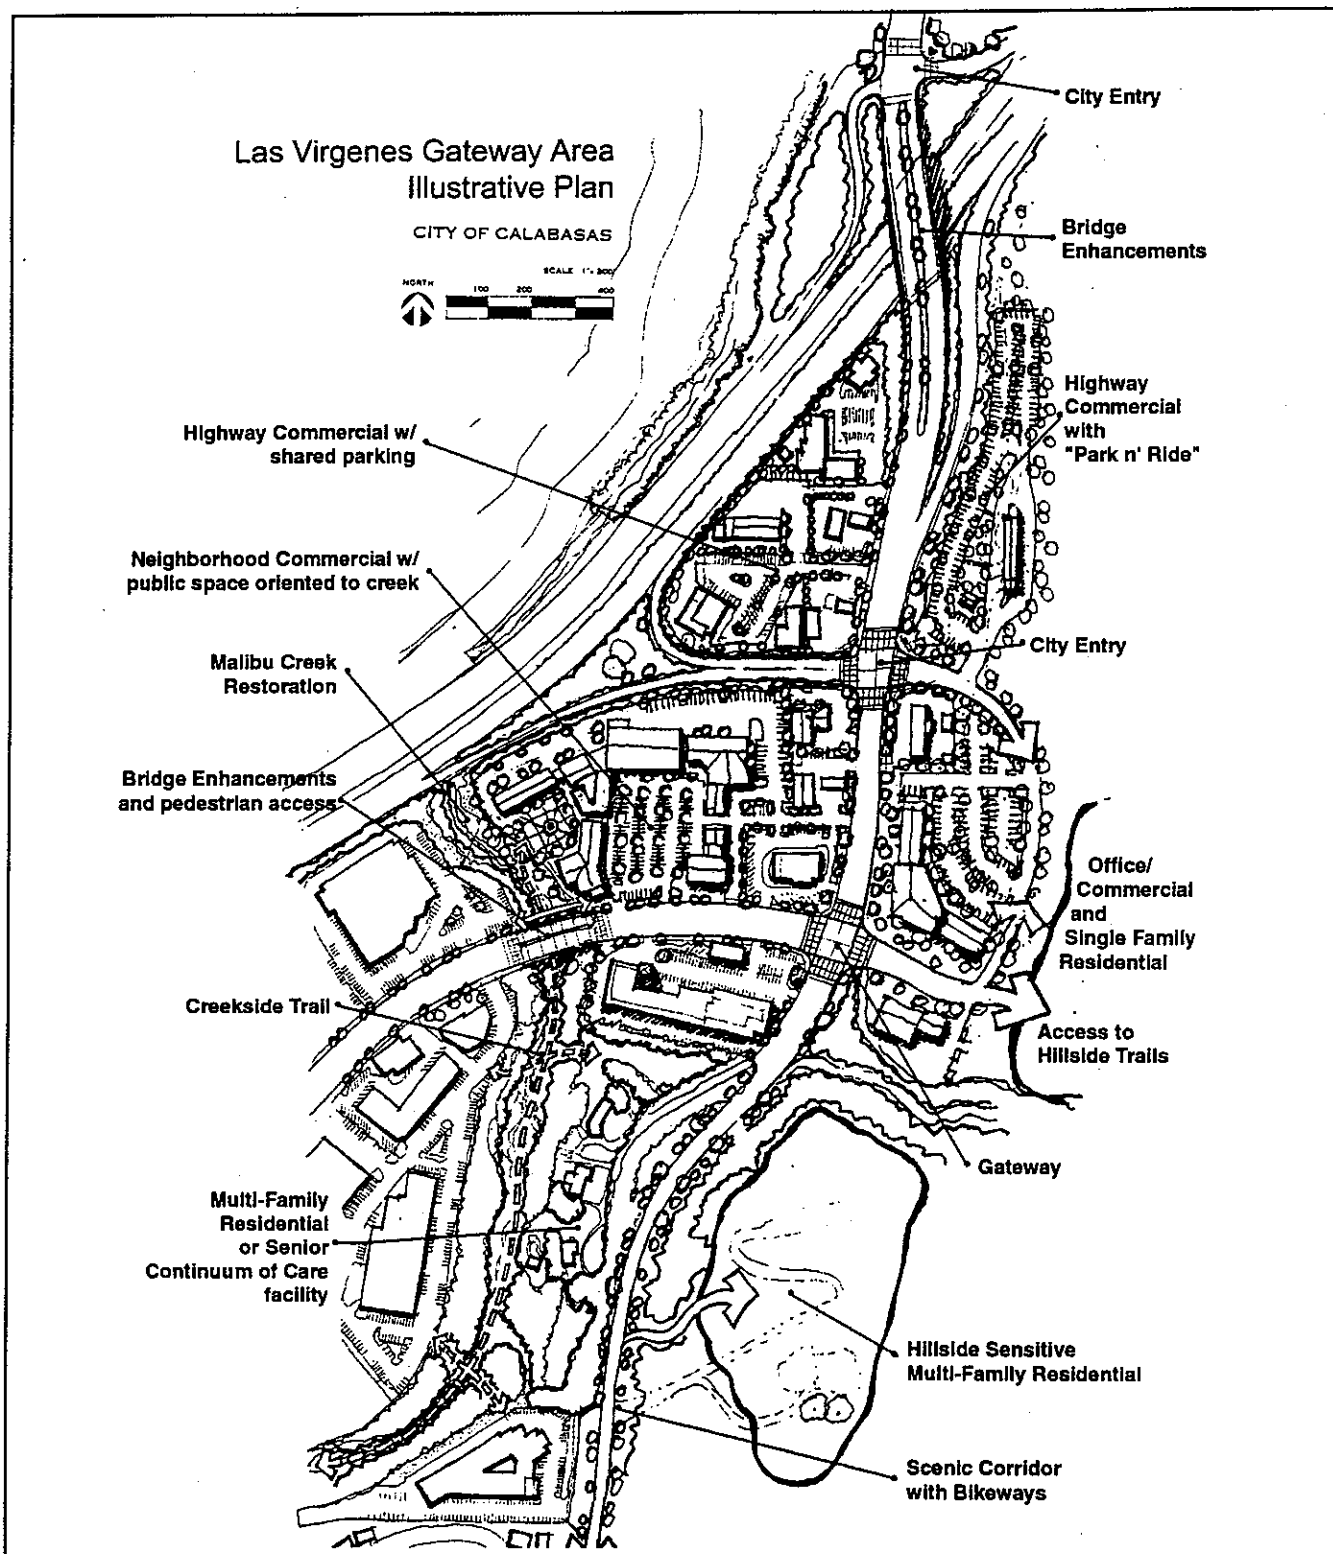 Las Virgenes Gateway Area
Illustrative Plan
CITY OF CALABASAS
SCALE 1"= 200'
NORTH
100 200 400
City Entry
Bridge
Enhancements
Highway
Commercial
with
"Park n' Ride"
Highway Commercial w/
shared parking
Neighborhood Commercial w/
public space oriented to creek
City Entry
Malibu Creek
Restoration
Bridge Enhancements
and pedestrian access
Office/
Commercial
and
Single Family
Residential
Creekside Trail
Access to
Hillside Trails
Gateway
Multi-Family
Residential
or Senior
Continuum of Care
facility
Hillside Sensitive
Multi-Family Residential
Scenic Corridor
with Bikeways